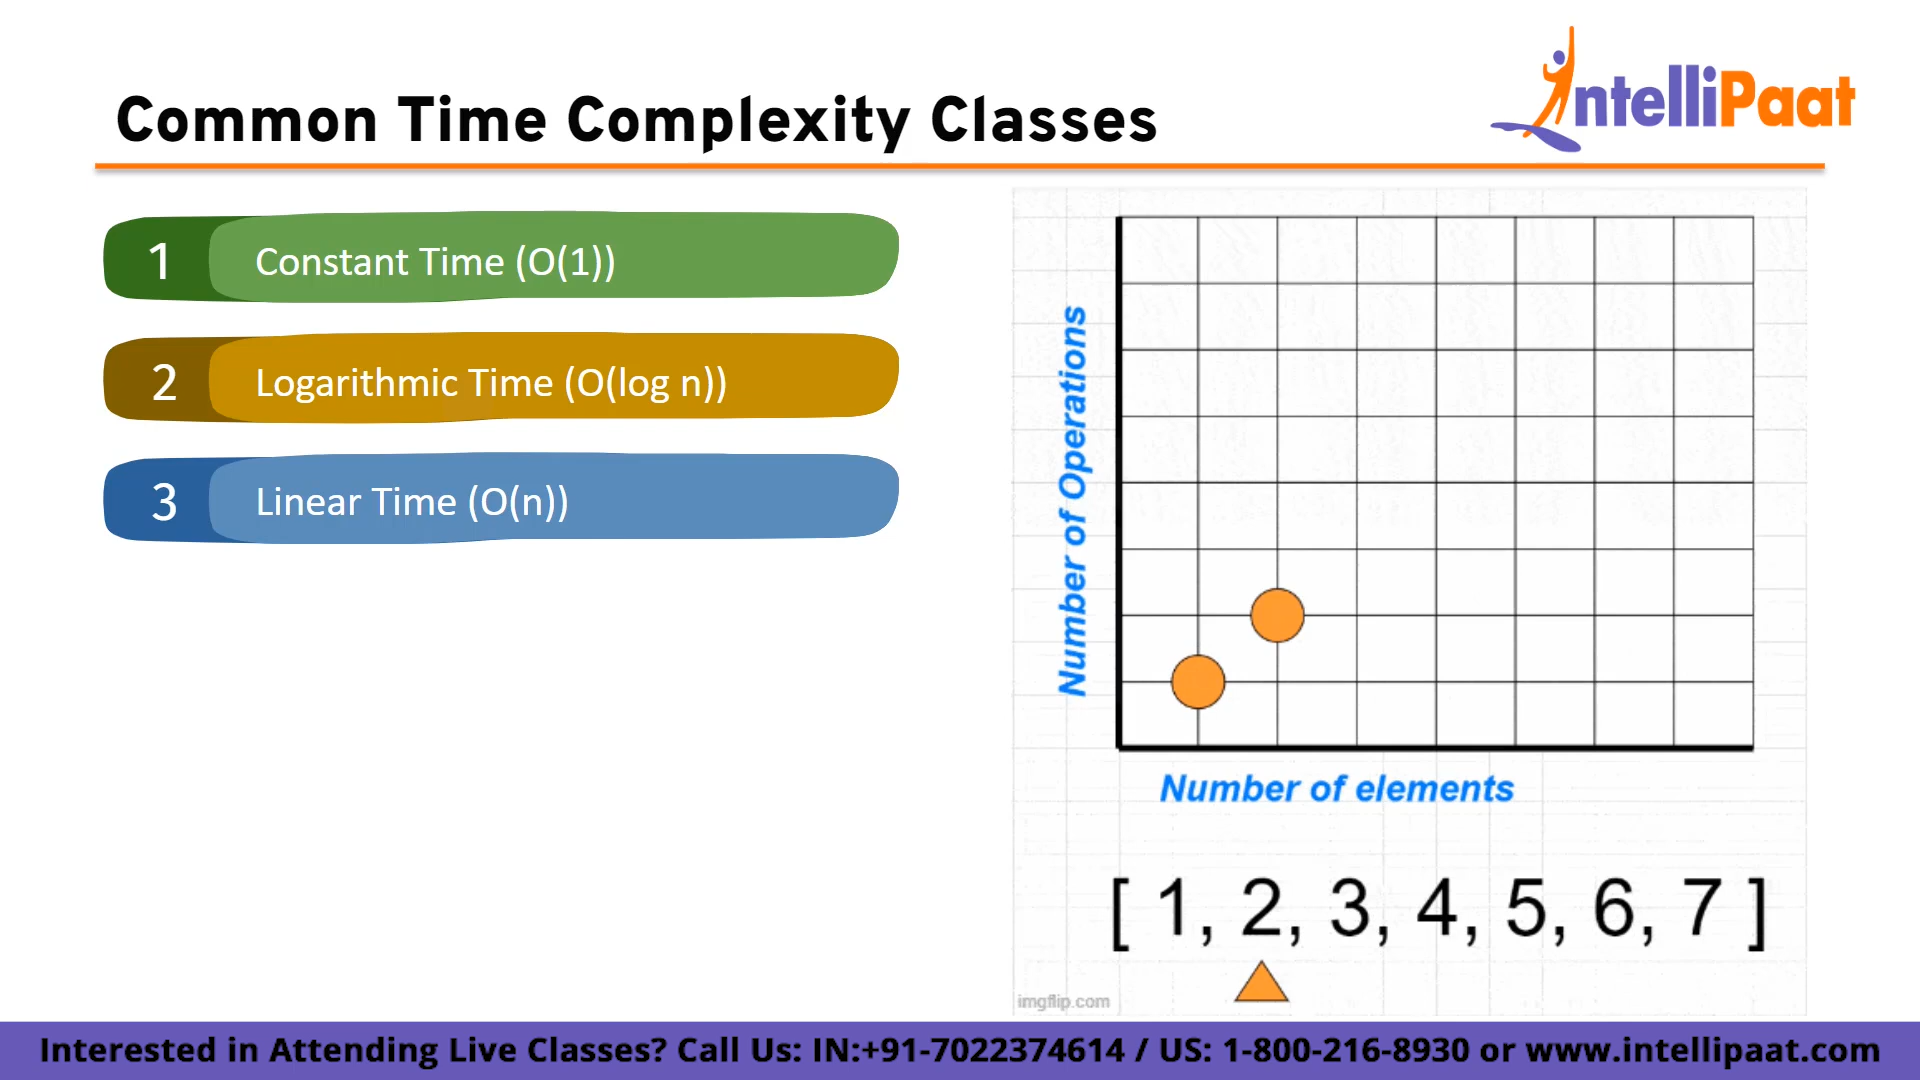 Common Time Complexity Classes
IntelliPaat
1 Constant Time (O(1))
2 Logarithmic Time (O(log n))
3 Linear Time (O(n))
Number of Operations
Number of elements
[ 1, 2, 3, 4, 5, 6, 7 ]
imgflip.com
Interested in Attending Live Classes? Call Us: IN:+91-7022374614 / US: 1-800-216-8930 or www.intellipaat.com